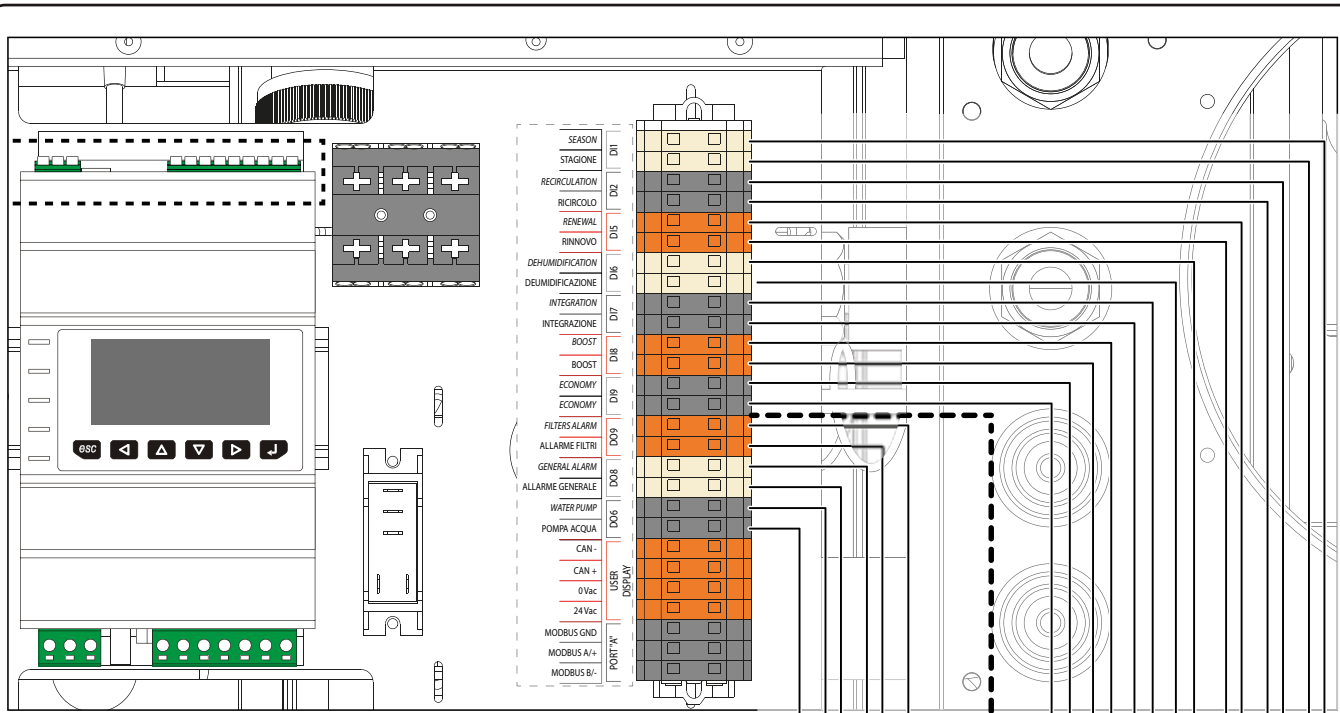 SEASON
STAGIONE
DI1
RECIRCULATION
RICIRCOLO
DI2
RENEWAL
RINNOVO
DI5
DEHUMIDIFICATION
DEUMIDIFICAZIONE
DI6
INTEGRATION
INTEGRAZIONE
DI7
BOOST
BOOST
DI8
ECONOMY
ECONOMY
DI9
FILTERS ALARM
ALLARME FILTRI
DO9
GENERAL ALARM
ALLARME GENERALE
DO8
WATER PUMP
POMPA ACQUA
DO6
CAN -
CAN +
0 Vac
24 Vac
USER
DISPLAY
MODBUS GND
MODBUS A/+
MODBUS B/-
PORT "A"
esc